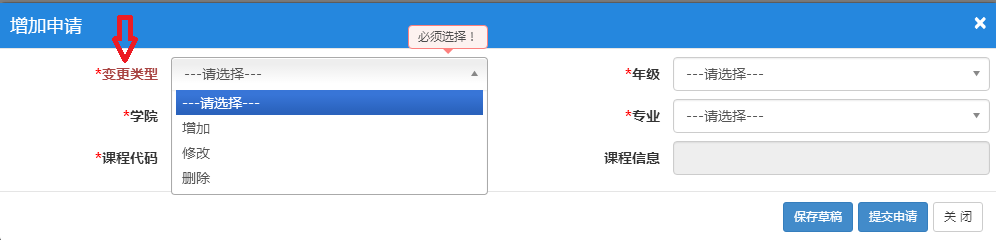 增加申请
×
必须选择！
*变更类型 ---请选择--- *年级 ---请选择---
---请选择---
*学院 *专业 ---请选择---
增加
修改
*课程代码 课程信息
删除
保存草稿 提交申请 关 闭